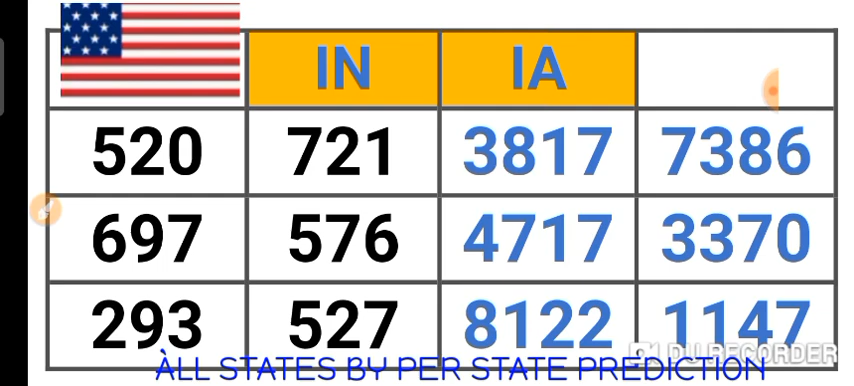 IN IA
520 721 3817 7386
697 576 4717 3370
293 527 8122 1147
DU RECORDER
ÀLL STATES BY PER STATE PREDICTION